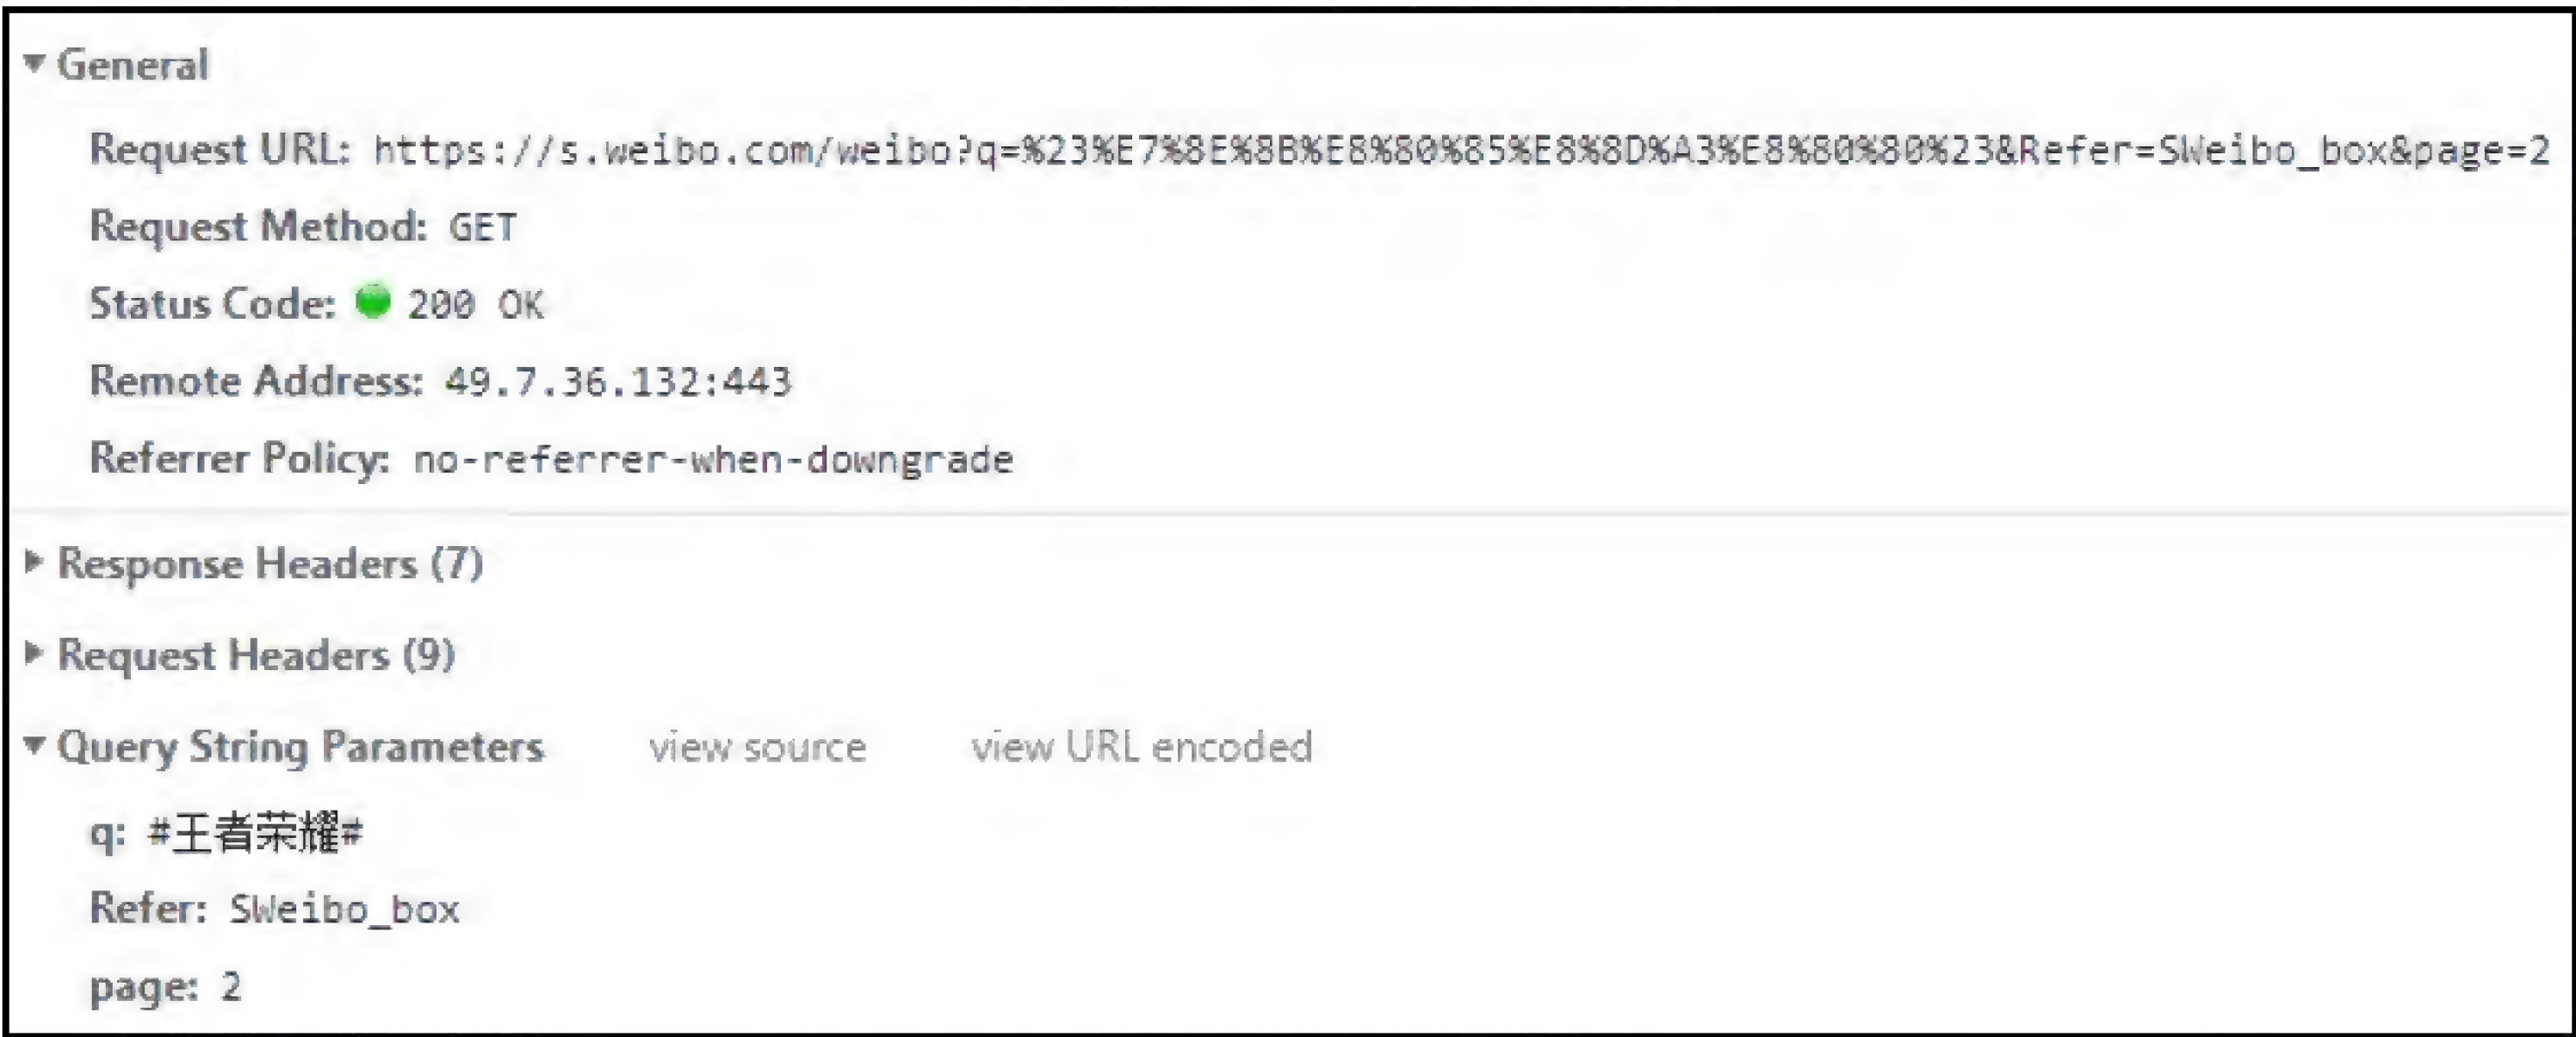 General
Request URL: https://s.weibo.com/weibo?q=%23%E7%8E%8B%E8%80%85%E8%8D%A3%E8%80%80%23&Refer=SWeibo_box&page=2
Request Method: GET
Status Code: 200 OK
Remote Address: 49.7.36.132:443
Referrer Policy: no-referrer-when-downgrade
Response Headers (7)
Request Headers (9)
Query String Parameters view source view URL encoded
q: #王者荣耀#
Refer: SWeibo_box
page: 2